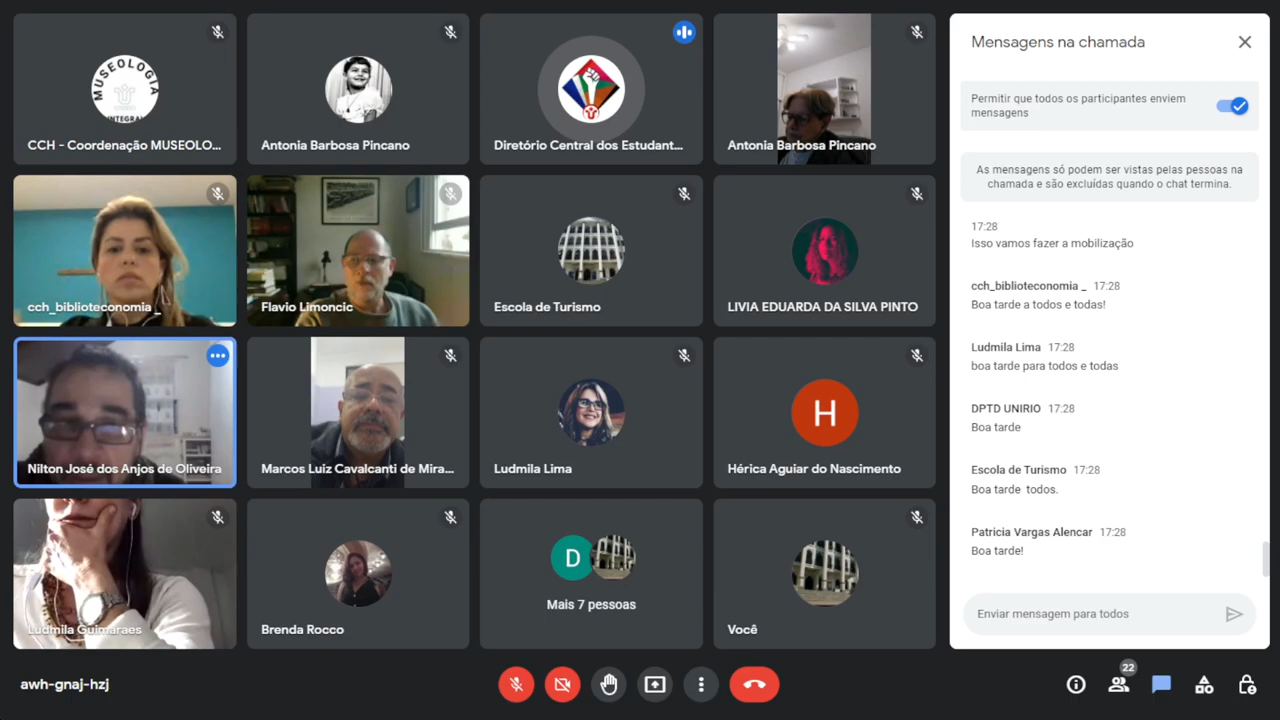 MUSEOLOGIA
INTEGRAL
CCH - Coordenação MUSEOLO...
Antonia Barbosa Pincano
Diretório Central dos Estudant...
Antonia Barbosa Pincano
cch_biblioteconomia _
Flavio Limoncic
Escola de Turismo
LIVIA EDUARDA DA SILVA PINTO
Nilton José dos Anjos de Oliveira
Marcos Luiz Cavalcanti de Mira...
Ludmila Lima
H
Hérica Aguiar do Nascimento
Ludmila Guimaraes
Brenda Rocco
D
Mais 7 pessoas
Você
Mensagens na chamada
Permitir que todos os participantes enviem
mensagens
As mensagens só podem ser vistas pelas pessoas na
chamada e são excluídas quando o chat termina.
17:28
Isso vamos fazer a mobilização
cch_biblioteconomia _ 17:28
Boa tarde a todos e todas!
Ludmila Lima 17:28
boa tarde para todos e todas
DPTD UNIRIO 17:28
Boa tarde
Escola de Turismo 17:28
Boa tarde todos.
Patricia Vargas Alencar 17:28
Boa tarde!
Enviar mensagem para todos
awh-gnaj-hzj
22